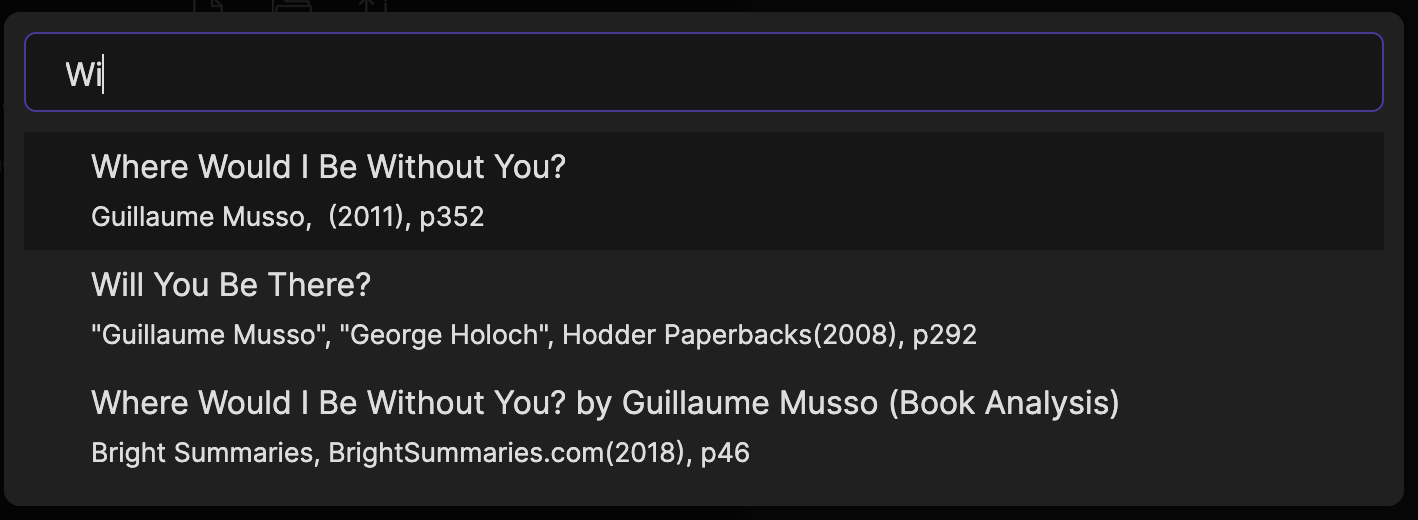 Wi
Where Would I Be Without You?
Guillaume Musso,  (2011), p352
Will You Be There?
"Guillaume Musso", "George Holoch", Hodder Paperbacks(2008), p292
Where Would I Be Without You? by Guillaume Musso (Book Analysis)
Bright Summaries, BrightSummaries.com(2018), p46